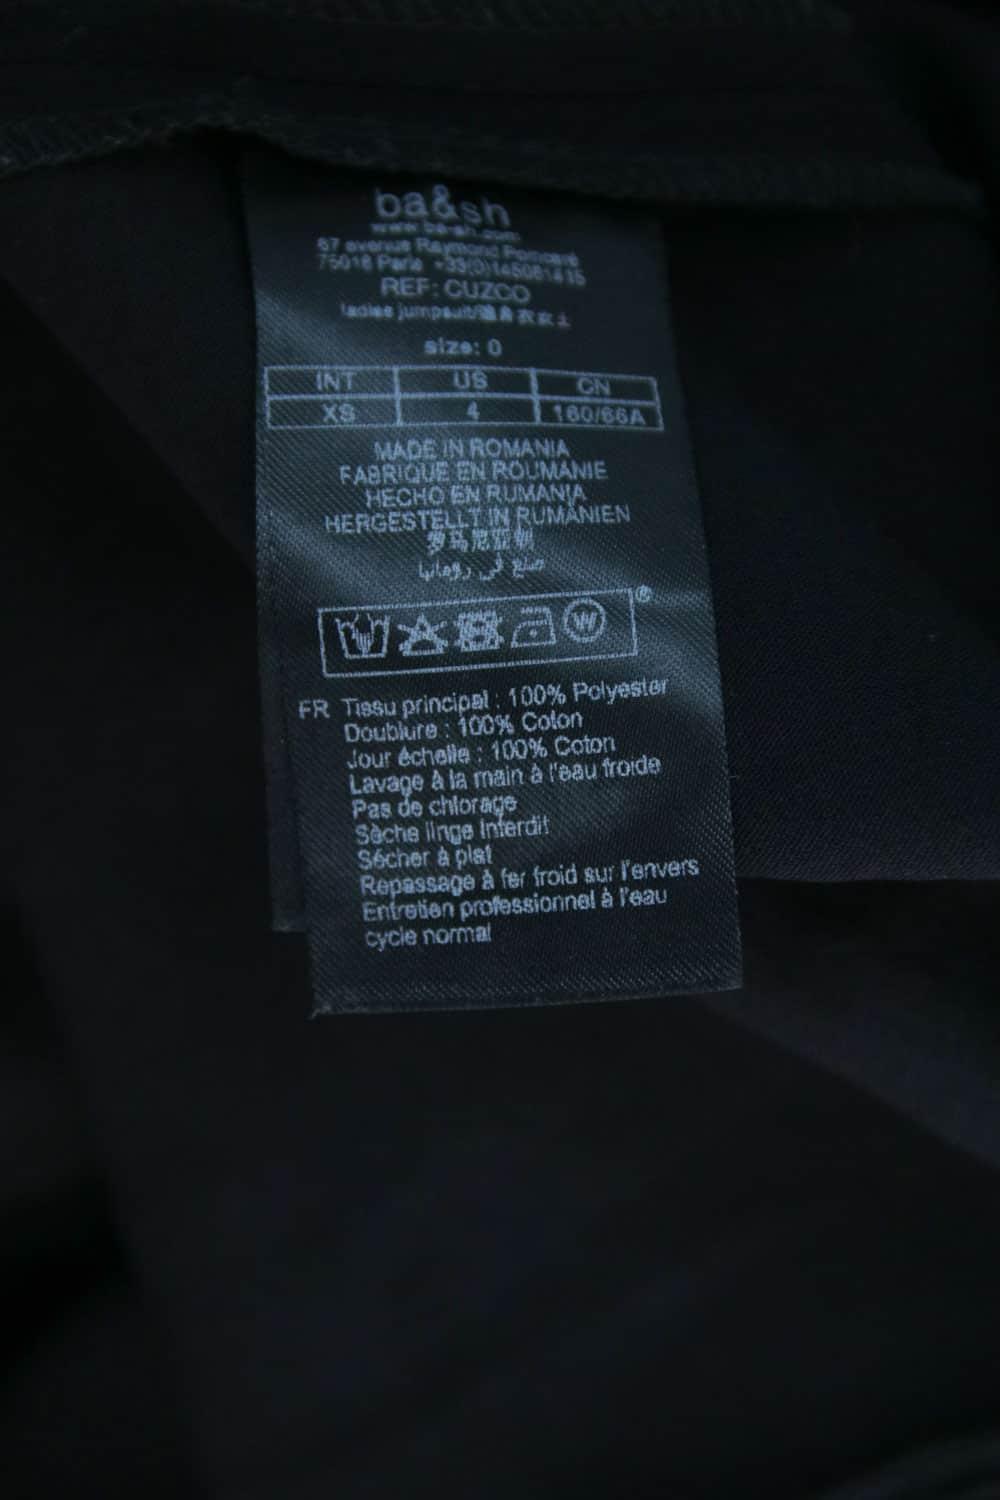 ba&sh
www.ba-sh.com
67 avenue Raymond Poincaré
75016 Paris +33(0)145081435
REF: CUZCO
ladies jumpsuit/
size: 0
INT US CN
XS 4 160/66A
MADE IN ROMANIA
FABRIQUE EN ROUMANIE
HECHO EN RUMANIA
HERGESTELLT IN RUMÄNIEN
罗马尼亚制
صنع في رومانيا
W ®
FR Tissu principal : 100% Polyester
Doublure : 100% Coton
Jour échelle : 100% Coton
Lavage à la main à l'eau froide
Pas de chlorage
Sèche linge Interdit
Sécher à plat
Repassage à fer froid sur l'envers
Entretien professionnel à l'eau
cycle normal